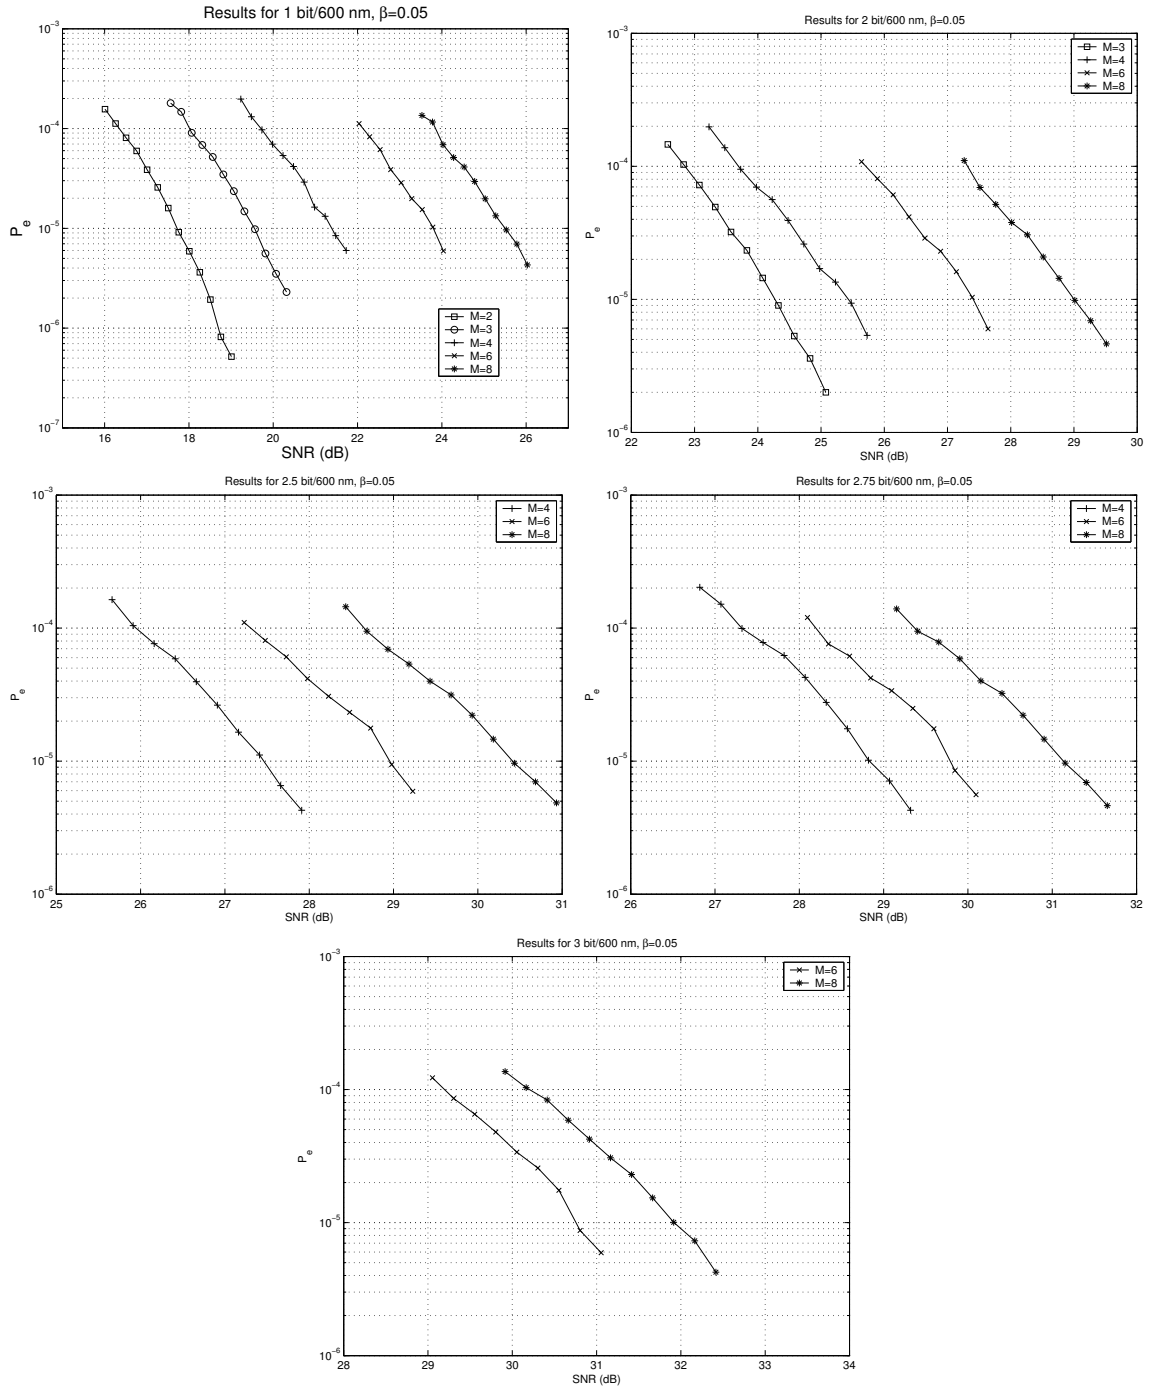 Results for 1 bit/600 nm, β=0.05
10⁻³
10⁻⁴
10⁻⁵
10⁻⁶
10⁻⁷
Pₑ
M=2
M=3
M=4
M=6
M=8
16 18 20 22 24 26
SNR (dB)
Results for 2 bit/600 nm, β=0.05
10⁻³
10⁻⁴
10⁻⁵
10⁻⁶
Pₑ
M=3
M=4
M=6
M=8
22 23 24 25 26 27 28 29 30
SNR (dB)
Results for 2.5 bit/600 nm, β=0.05
10⁻³
10⁻⁴
10⁻⁵
10⁻⁶
Pₑ
M=4
M=6
M=8
25 26 27 28 29 30 31
SNR (dB)
Results for 2.75 bit/600 nm, β=0.05
10⁻³
10⁻⁴
10⁻⁵
10⁻⁶
Pₑ
M=4
M=6
M=8
26 27 28 29 30 31 32
SNR (dB)
Results for 3 bit/600 nm, β=0.05
10⁻³
10⁻⁴
10⁻⁵
10⁻⁶
Pₑ
M=6
M=8
28 29 30 31 32 33 34
SNR (dB)